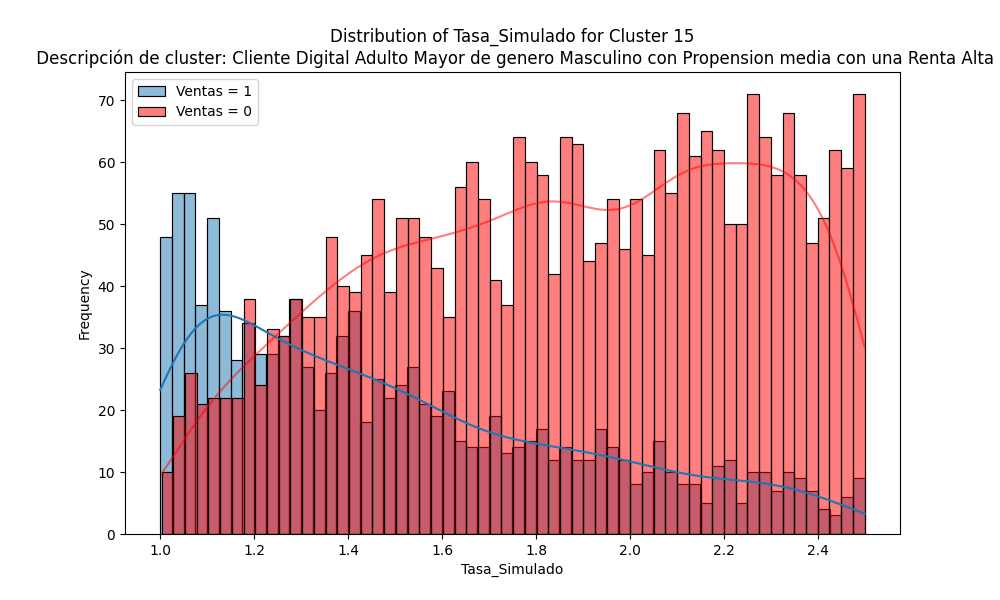 Distribution of Tasa_Simulado for Cluster 15
Descripción de cluster: Cliente Digital Adulto Mayor de genero Masculino con Propension media con una Renta Alta
Ventas = 1
Ventas = 0
Frequency
70
60
50
40
30
20
10
0
1.0 1.2 1.4 1.6 1.8 2.0 2.2 2.4
Tasa_Simulado